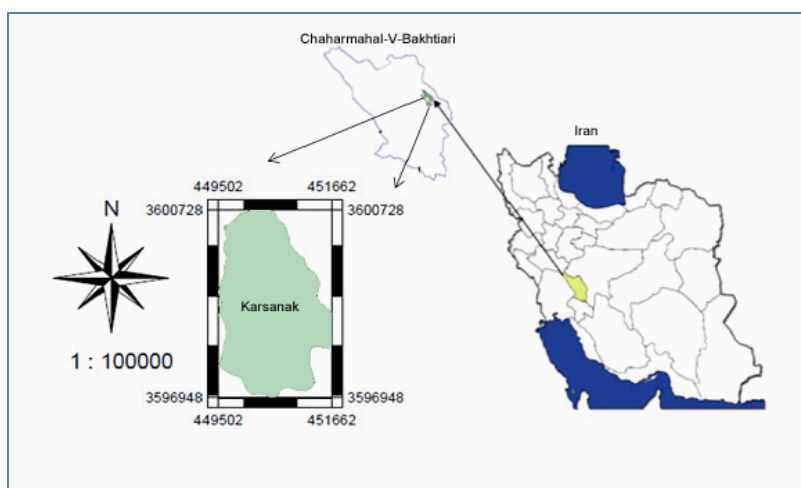 Chaharmahal-V-Bakhtiari
Iran
449502 451662
3600728 3600728
N
Karsanak
1 : 100000
3596948 3596948
449502 451662